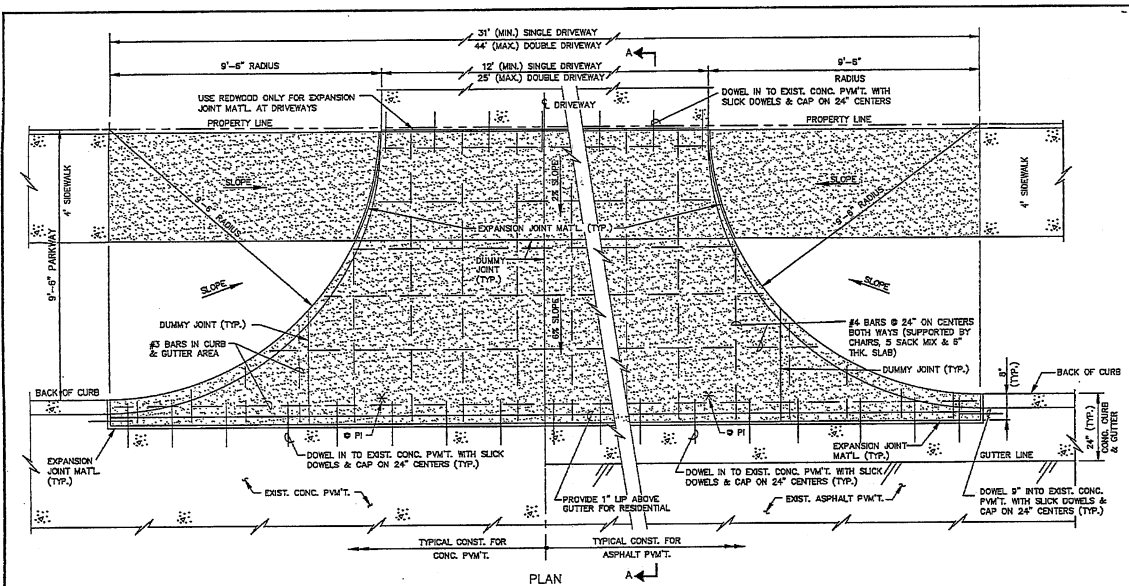 31' (MIN.) SINGLE DRIVEWAY
44' (MAX.) DOUBLE DRIVEWAY
A
9'-6" RADIUS
12' (MIN.) SINGLE DRIVEWAY
25' (MAX.) DOUBLE DRIVEWAY
9'-6"
RADIUS
USE REDWOOD ONLY FOR EXPANSION
JOINT MAT'L. AT DRIVEWAYS
℄ DRIVEWAY
DOWEL IN TO EXIST. CONC. PVM'T. WITH
SLICK DOWELS & CAP ON 24" CENTERS
PROPERTY LINE
PROPERTY LINE
4' SIDEWALK
SLOPE
9'-6" RADIUS
2% SLOPE
SLOPE
9'-6" RADIUS
4' SIDEWALK
EXPANSION JOINT MAT'L. (TYP.)
9'-6" PARKWAY
DUMMY
JOINT
(TYP.)
SLOPE
SLOPE
6% SLOPE
DUMMY JOINT (TYP.)
#3 BARS IN CURB
& GUTTER AREA
#4 BARS @ 24" ON CENTERS
BOTH WAYS (SUPPORTED BY
CHAIRS, 5 SACK MIX & 6"
THK. SLAB)
DUMMY JOINT (TYP.)
6"
(TYP.)
BACK OF CURB
BACK OF CURB
24" (TYP.)
CONC. CURB
& GUTTER
@ PI
@ PI
EXPANSION
JOINT MAT'L.
(TYP.)
DOWEL IN TO EXIST. CONC. PVM'T. WITH SLICK
DOWELS & CAP ON 24" CENTERS (TYP.)
DOWEL IN TO EXIST. CONC. PVM'T. WITH SLICK
DOWELS & CAP ON 24" CENTERS (TYP.)
EXPANSION JOINT
MAT'L. (TYP.)
GUTTER LINE
EXIST. CONC. PVM'T.
PROVIDE 1" LIP ABOVE
GUTTER FOR RESIDENTIAL
EXIST. ASPHALT PVM'T.
DOWEL 9" INTO EXIST. CONC.
PVM'T. WITH SLICK DOWELS &
CAP ON 24" CENTERS (TYP.)
TYPICAL CONST. FOR
CONC. PVM'T.
TYPICAL CONST. FOR
ASPHALT PVM'T.
PLAN
A